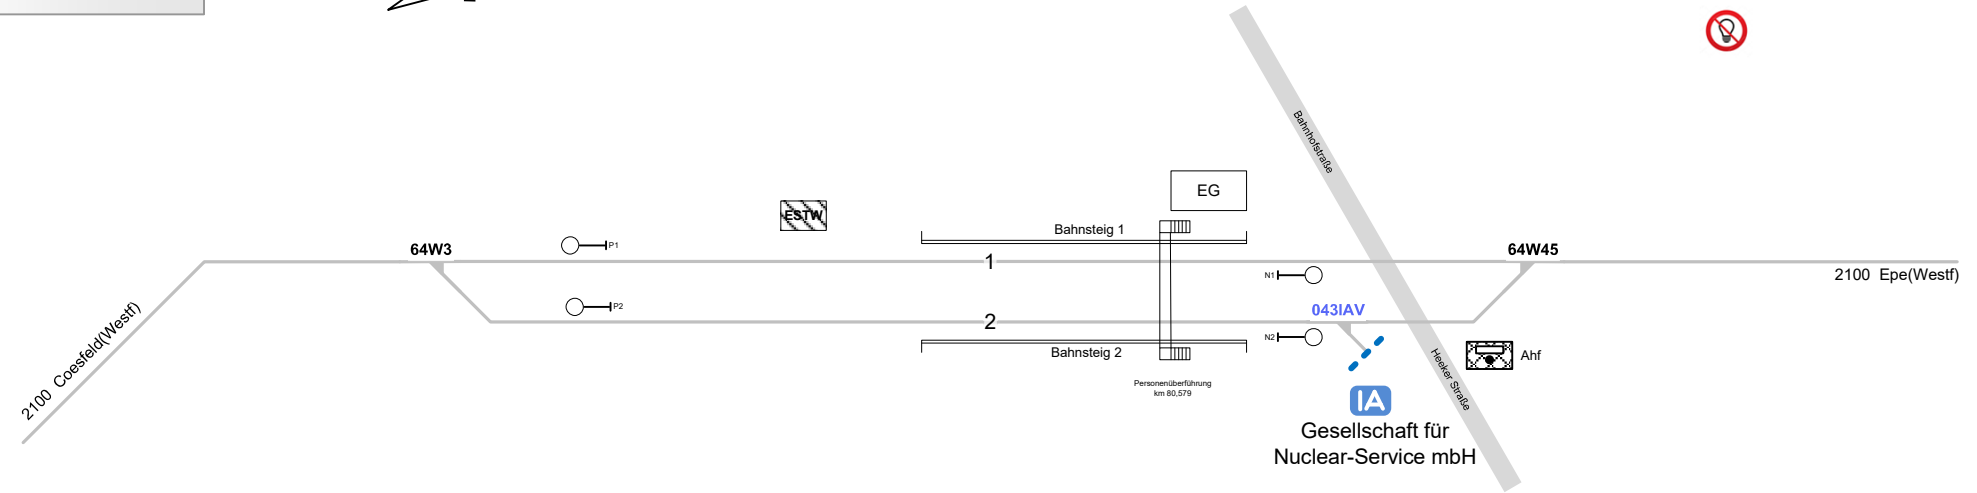 Bahnhofstraße
EG
ESTW
Bahnsteig 1
64W3
P1
1
64W45
N1
2100 Epe(Westf)
2100 Coesfeld(Westf)
P2
043IAV
2
N2
Bahnsteig 2
Heeker Straße
Ahf
Personenüberführung
km 80,579
IA
Gesellschaft für
Nuclear-Service mbH